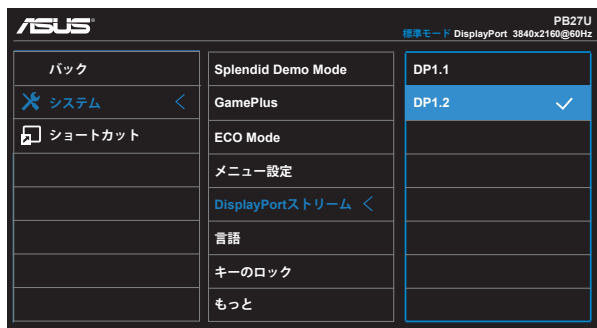 ASUS
PB27U
標準モード DisplayPort 3840x2160@60Hz
バック
システム
ショートカット
Splendid Demo Mode
GamePlus
ECO Mode
メニュー設定
DisplayPortストリーム
言語
キーのロック
もっと
DP1.1
DP1.2